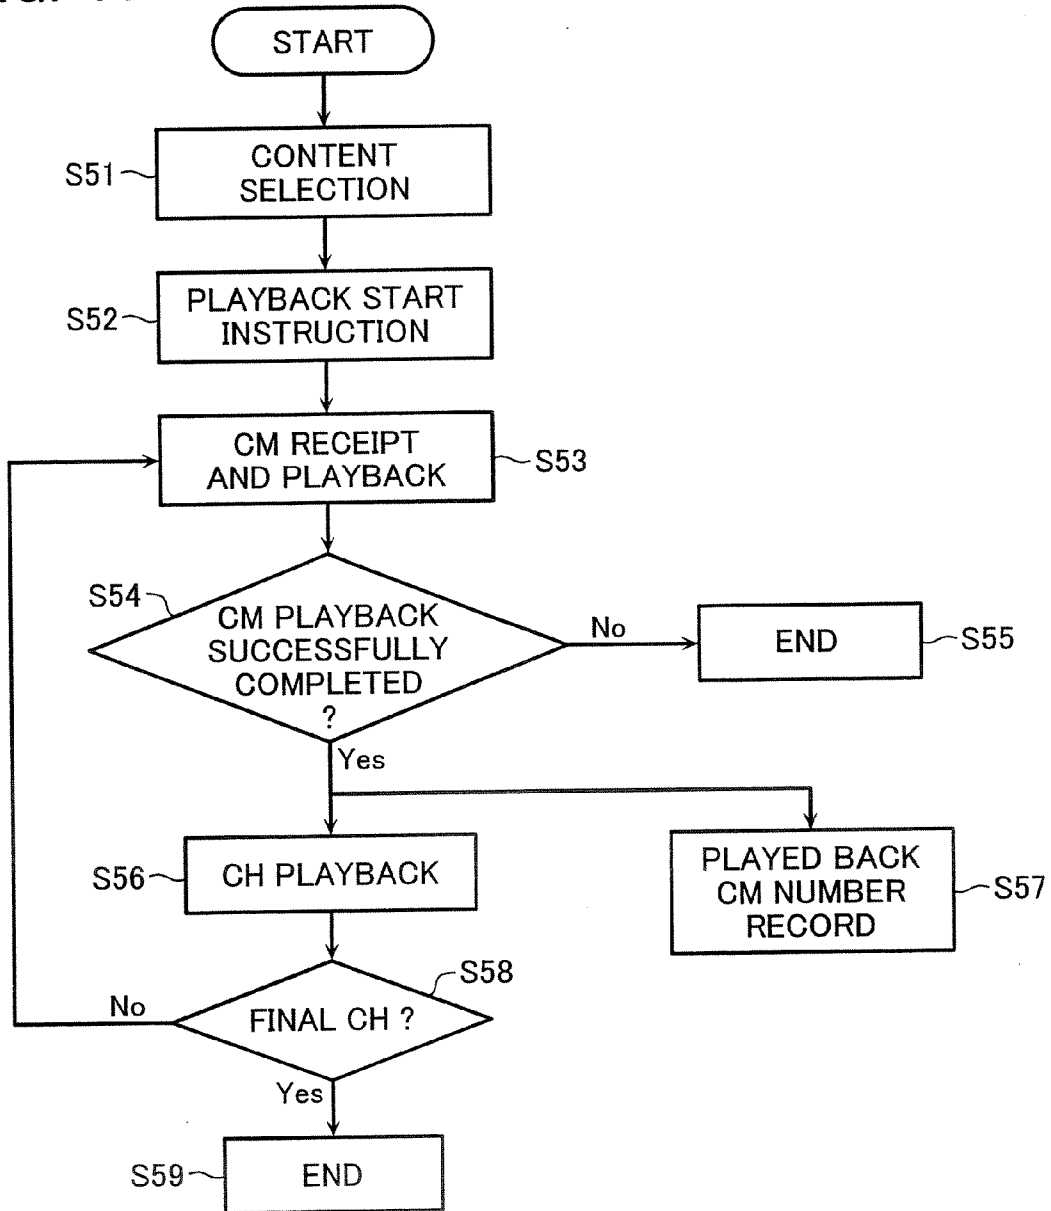 START
S51
CONTENT
SELECTION
S52
PLAYBACK START
INSTRUCTION
CM RECEIPT
AND PLAYBACK
S53
S54
CM PLAYBACK
SUCCESSFULLY
COMPLETED
?
No
END
S55
Yes
S56
CH PLAYBACK
PLAYED BACK
CM NUMBER
RECORD
S57
S58
No
FINAL CH ?
Yes
S59
END